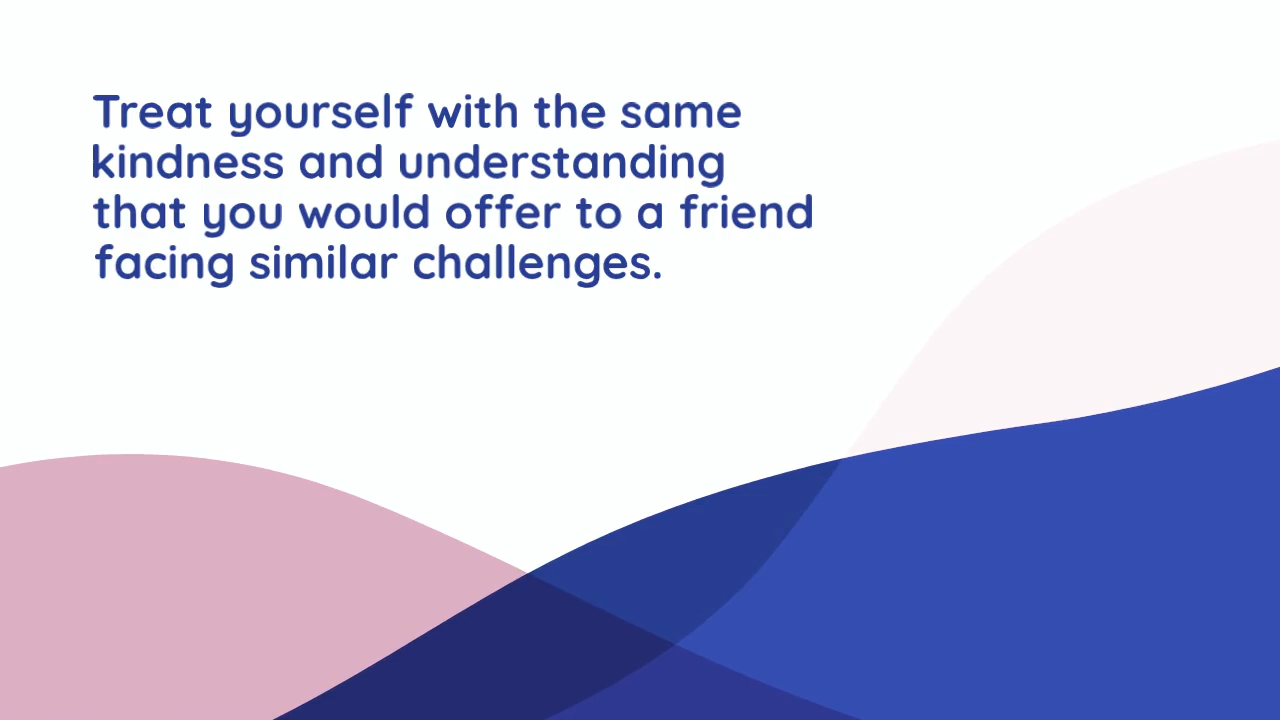 Treat yourself with the same
kindness and understanding
that you would offer to a friend
facing similar challenges.